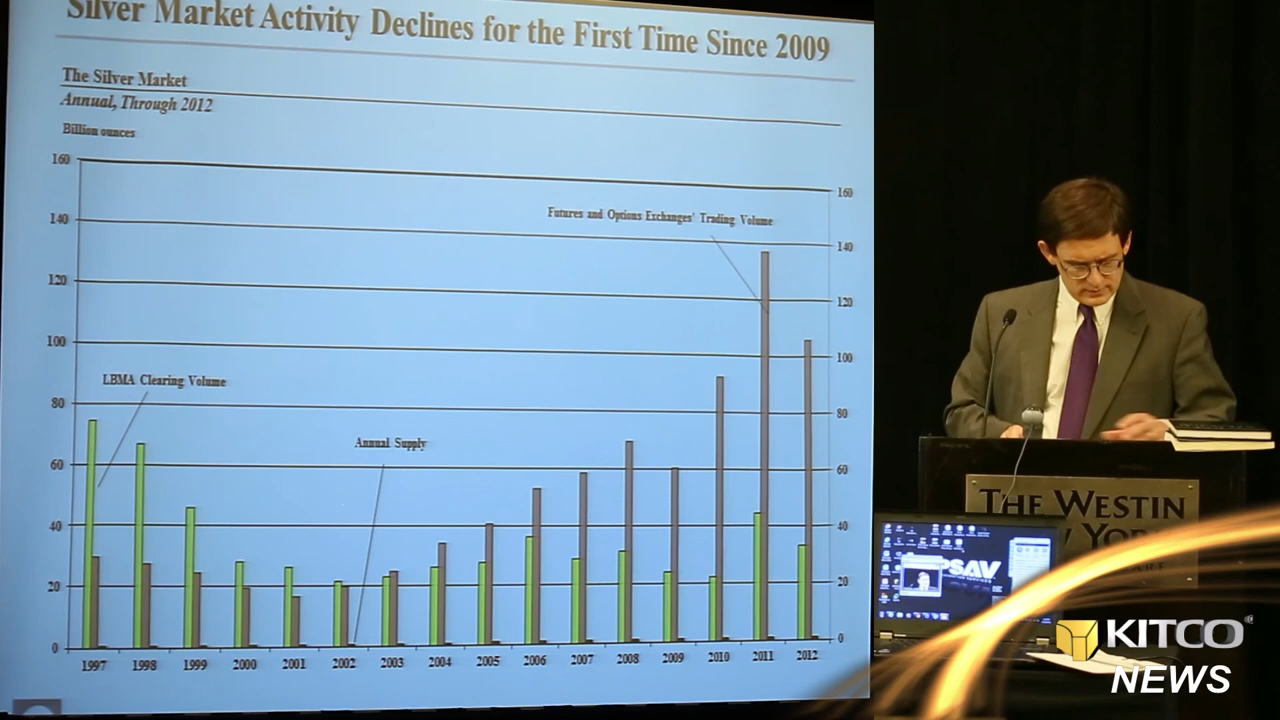 Silver Market Activity Declines for the First Time Since 2009
The Silver Market
Annual, Through 2012
Billion ounces
160
140
120
100
80
60
40
20
0
160
140
120
100
80
60
40
20
0
Futures and Options Exchanges' Trading Volume
LBMA Clearing Volume
Annual Supply
1997 1998 1999 2000 2001 2002 2003 2004 2005 2006 2007 2008 2009 2010 2011 2012
THE WESTIN
PSAV
KITCO
NEWS